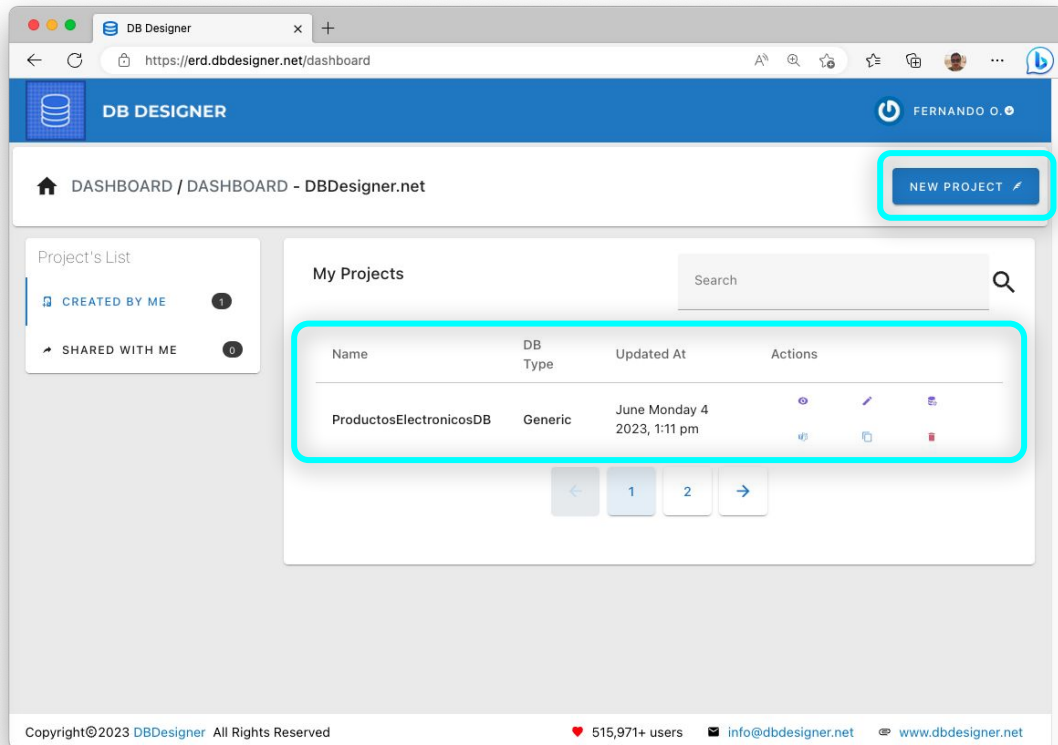 DB Designer
https://erd.dbdesigner.net/dashboard
DB DESIGNER
FERNANDO O.
DASHBOARD / DASHBOARD - DBDesigner.net
NEW PROJECT
Project's List
CREATED BY ME 1
SHARED WITH ME 0
My Projects
Search
Name DB Type Updated At Actions
ProductosElectronicosDB Generic June Monday 4
2023, 1:11 pm
1 2
Copyright©2023 DBDesigner All Rights Reserved 515,971+ users info@dbdesigner.net www.dbdesigner.net